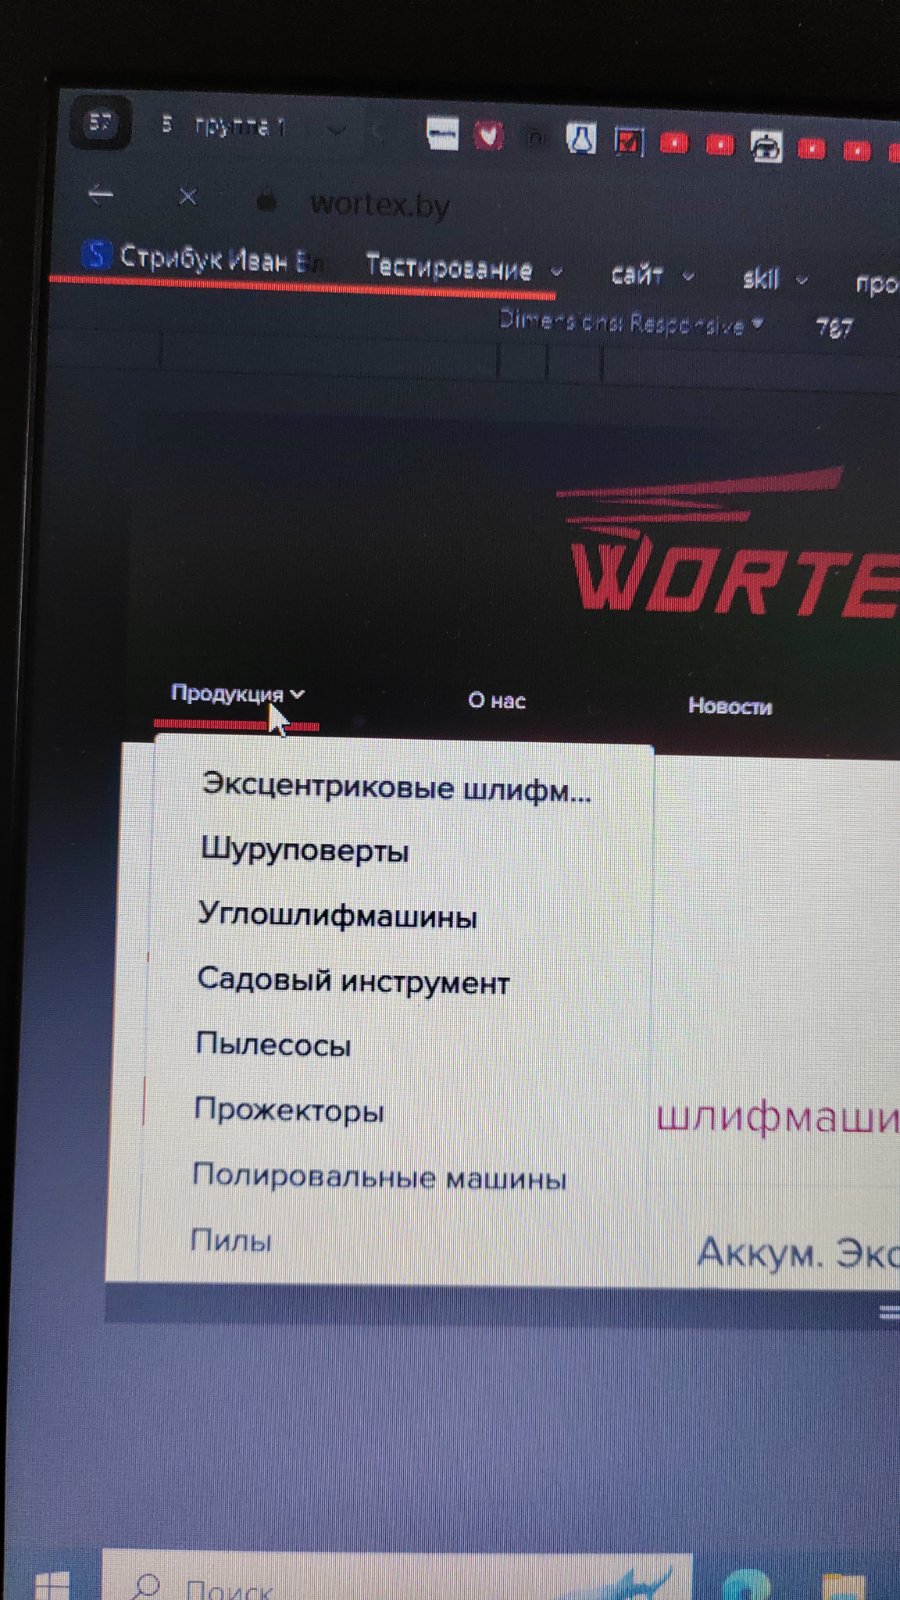 57 5 группа 1
wortex.by
Стрибук Иван Вл Тестирование сайт skil про
Dimensions: Responsive 787
WORTE
Продукция О нас Новости
Эксцентриковые шлифм...
Шуруповерты
Углошлифмашины
Садовый инструмент
Пылесосы
Прожекторы
шлифмаши
Полировальные машины
Пилы
Аккум. Экс
Поиск